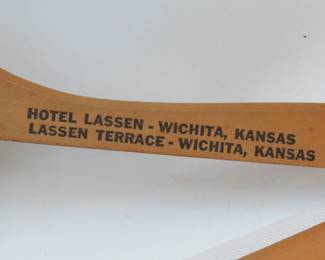 HOTEL LASSEN - WICHITA, KANSAS
LASSEN TERRACE - WICHITA, KANSAS